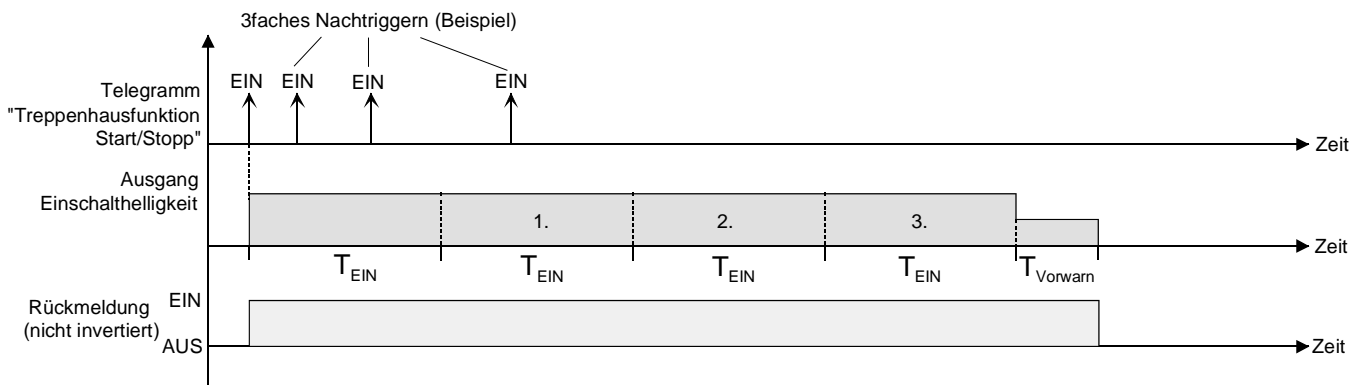 3faches Nachtriggern (Beispiel)
EIN EIN EIN EIN
Telegramm
"Treppenhausfunktion
Start/Stopp"
Zeit
Ausgang
Einschalthelligkeit
1. 2. 3.
Zeit
TEIN TEIN TEIN TEIN TVorwarn
EIN
Rückmeldung
(nicht invertiert)
AUS
Zeit